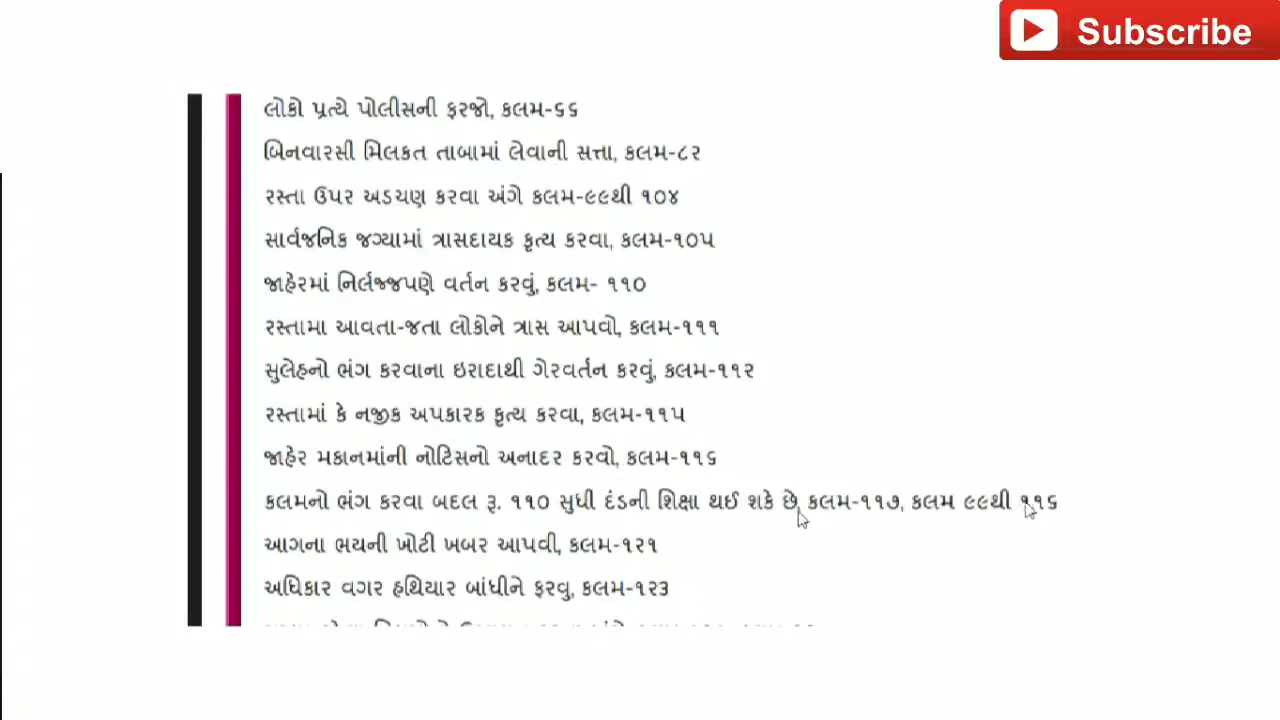 Subscribe
લોકો પ્રત્યે પોલીસની ફરજો, કલમ-૬૬
બિનવારસી મિલકત તાબામાં લેવાની સત્તા, કલમ-૮૨
રસ્તા ઉપર અડચણ કરવા અંગે કલમ-૯૯થી ૧૦૪
સાર્વજનિક જગ્યામાં ત્રાસદાયક કૃત્ય કરવા, કલમ-૧૦૫
જાહેરમાં નિર્લજ્જપણે વર્તન કરવું, કલમ- ૧૧૦
રસ્તામા આવતા-જતા લોકોને ત્રાસ આપવો, કલમ-૧૧૧
સુલેહનો ભંગ કરવાના ઇરાદાથી ગેરવર્તન કરવું, કલમ-૧૧૨
રસ્તામાં કે નજીક અપકારક કૃત્ય કરવા, કલમ-૧૧૫
જાહેર મકાનમાંની નોટિસનો અનાદર કરવો, કલમ-૧૧૬
કલમનો ભંગ કરવા બદલ રૂ. ૧૧૦ સુધી દંડની શિક્ષા થઈ શકે છે, કલમ-૧૧૭, કલમ ૯૯થી ૧૧૬
આગના ભયની ખોટી ખબર આપવી, કલમ-૧૨૧
અધિકાર વગર હથિયાર બાંધીને ફરવુ, કલમ-૧૨૩